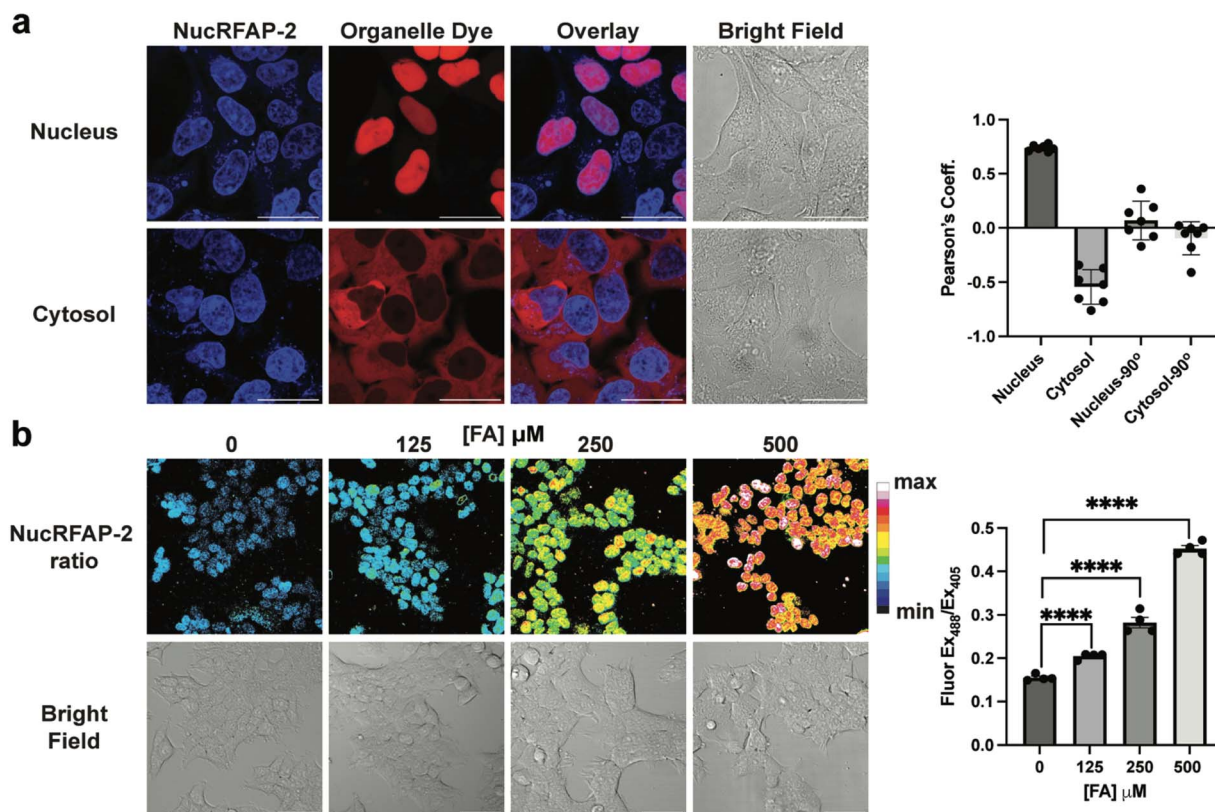 a
NucRFAP-2 Organelle Dye Overlay Bright Field
Nucleus
Cytosol
Pearson's Coeff.
1.0
0.5
0.0
-0.5
-1.0
Nucleus
Cytosol
Nucleus-90°
Cytosol-90°
b
[FA] μM
0 125 250 500
NucRFAP-2
ratio
max
min
Bright
Field
Fluor Ex488/Ex405
0.5
0.4
0.3
0.2
0.1
0.0
****
****
****
0 125 250 500
[FA] μM